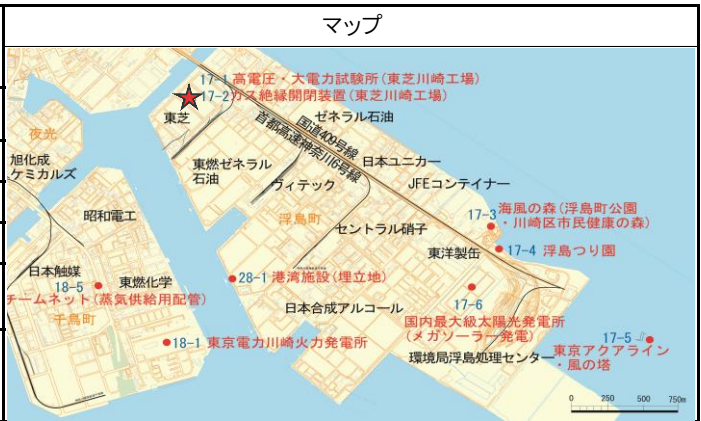 マップ
17-1 高電圧・大電力試験所(東芝川崎工場)
17-2 ガス絶縁開閉装置(東芝川崎工場)
東芝
ゼネラル石油
国道409号線
首都高速神奈川6号線
夜光
旭化成
ケミカルズ
東燃ゼネラル
石油
日本ユニカー
ヴィテック
JFEコンテイナー
昭和電工
浮島町
17-3
海風の森(浮島町公園
・川崎区市民健康の森)
セントラル硝子
東洋製缶
17-4 浮島つり園
日本触媒
18-5
東燃化学
28-1 港湾施設(埋立地)
チームネット(蒸気供給用配管)
千鳥町
日本合成アルコール
17-6
国内最大級太陽光発電所
(メガソーラー発電)
18-1 東京電力川崎火力発電所
環境局浮島処理センター
17-5
東京アクアライン
・風の塔
0 250 500 750m